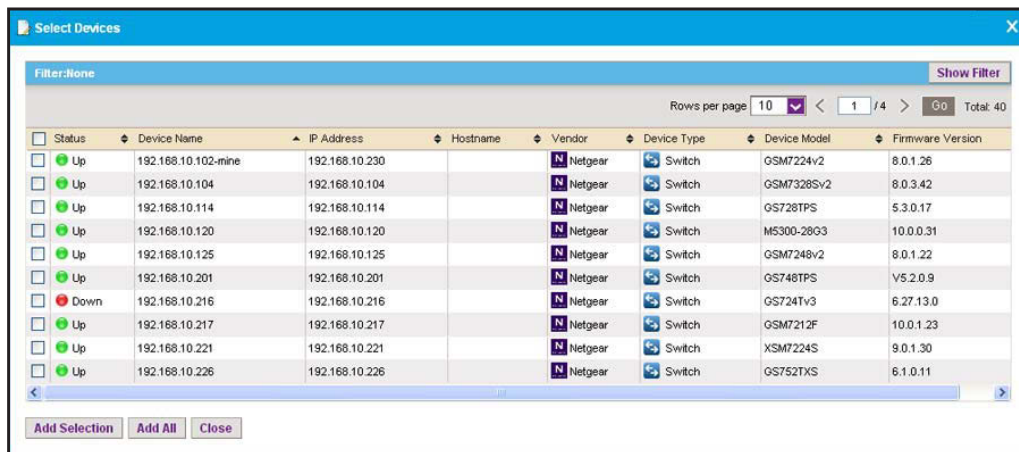 Select Devices X
Filter:None Show Filter
Rows per page 10 < 1 /4 > Go Total: 40
Status Device Name IP Address Hostname Vendor Device Type Device Model Firmware Version
Up 192.168.10.102-mine 192.168.10.230 N Netgear Switch GSM7224v2 8.0.1.26
Up 192.168.10.104 192.168.10.104 N Netgear Switch GSM7328Sv2 8.0.3.42
Up 192.168.10.114 192.168.10.114 N Netgear Switch GS728TPS 5.3.0.17
Up 192.168.10.120 192.168.10.120 N Netgear Switch M5300-28G3 10.0.0.31
Up 192.168.10.125 192.168.10.125 N Netgear Switch GSM7248v2 8.0.1.22
Up 192.168.10.201 192.168.10.201 N Netgear Switch GS748TPS V5.2.0.9
Down 192.168.10.216 192.168.10.216 N Netgear Switch GS724Tv3 6.27.13.0
Up 192.168.10.217 192.168.10.217 N Netgear Switch GSM7212F 10.0.1.23
Up 192.168.10.221 192.168.10.221 N Netgear Switch XSM7224S 9.0.1.30
Up 192.168.10.226 192.168.10.226 N Netgear Switch GS752TXS 6.1.0.11
Add Selection Add All Close